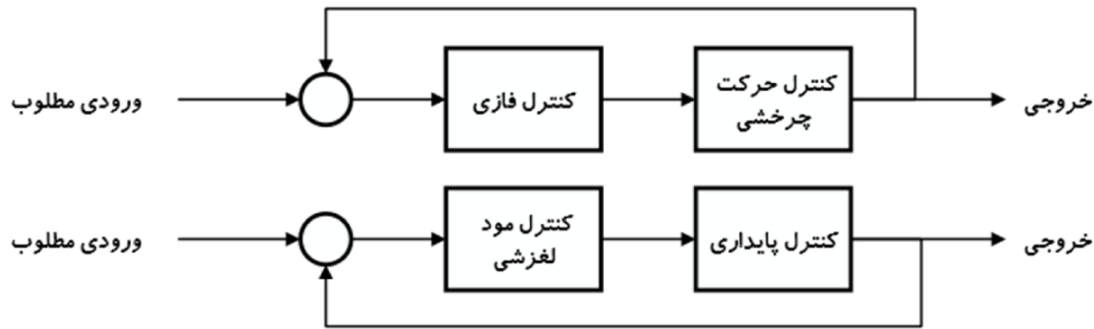 ورودی مطلوب
کنترل فازی
کنترل حرکت
چرخشی
خروجی
ورودی مطلوب
کنترل مود
لغزشی
کنترل پایداری
خروجی